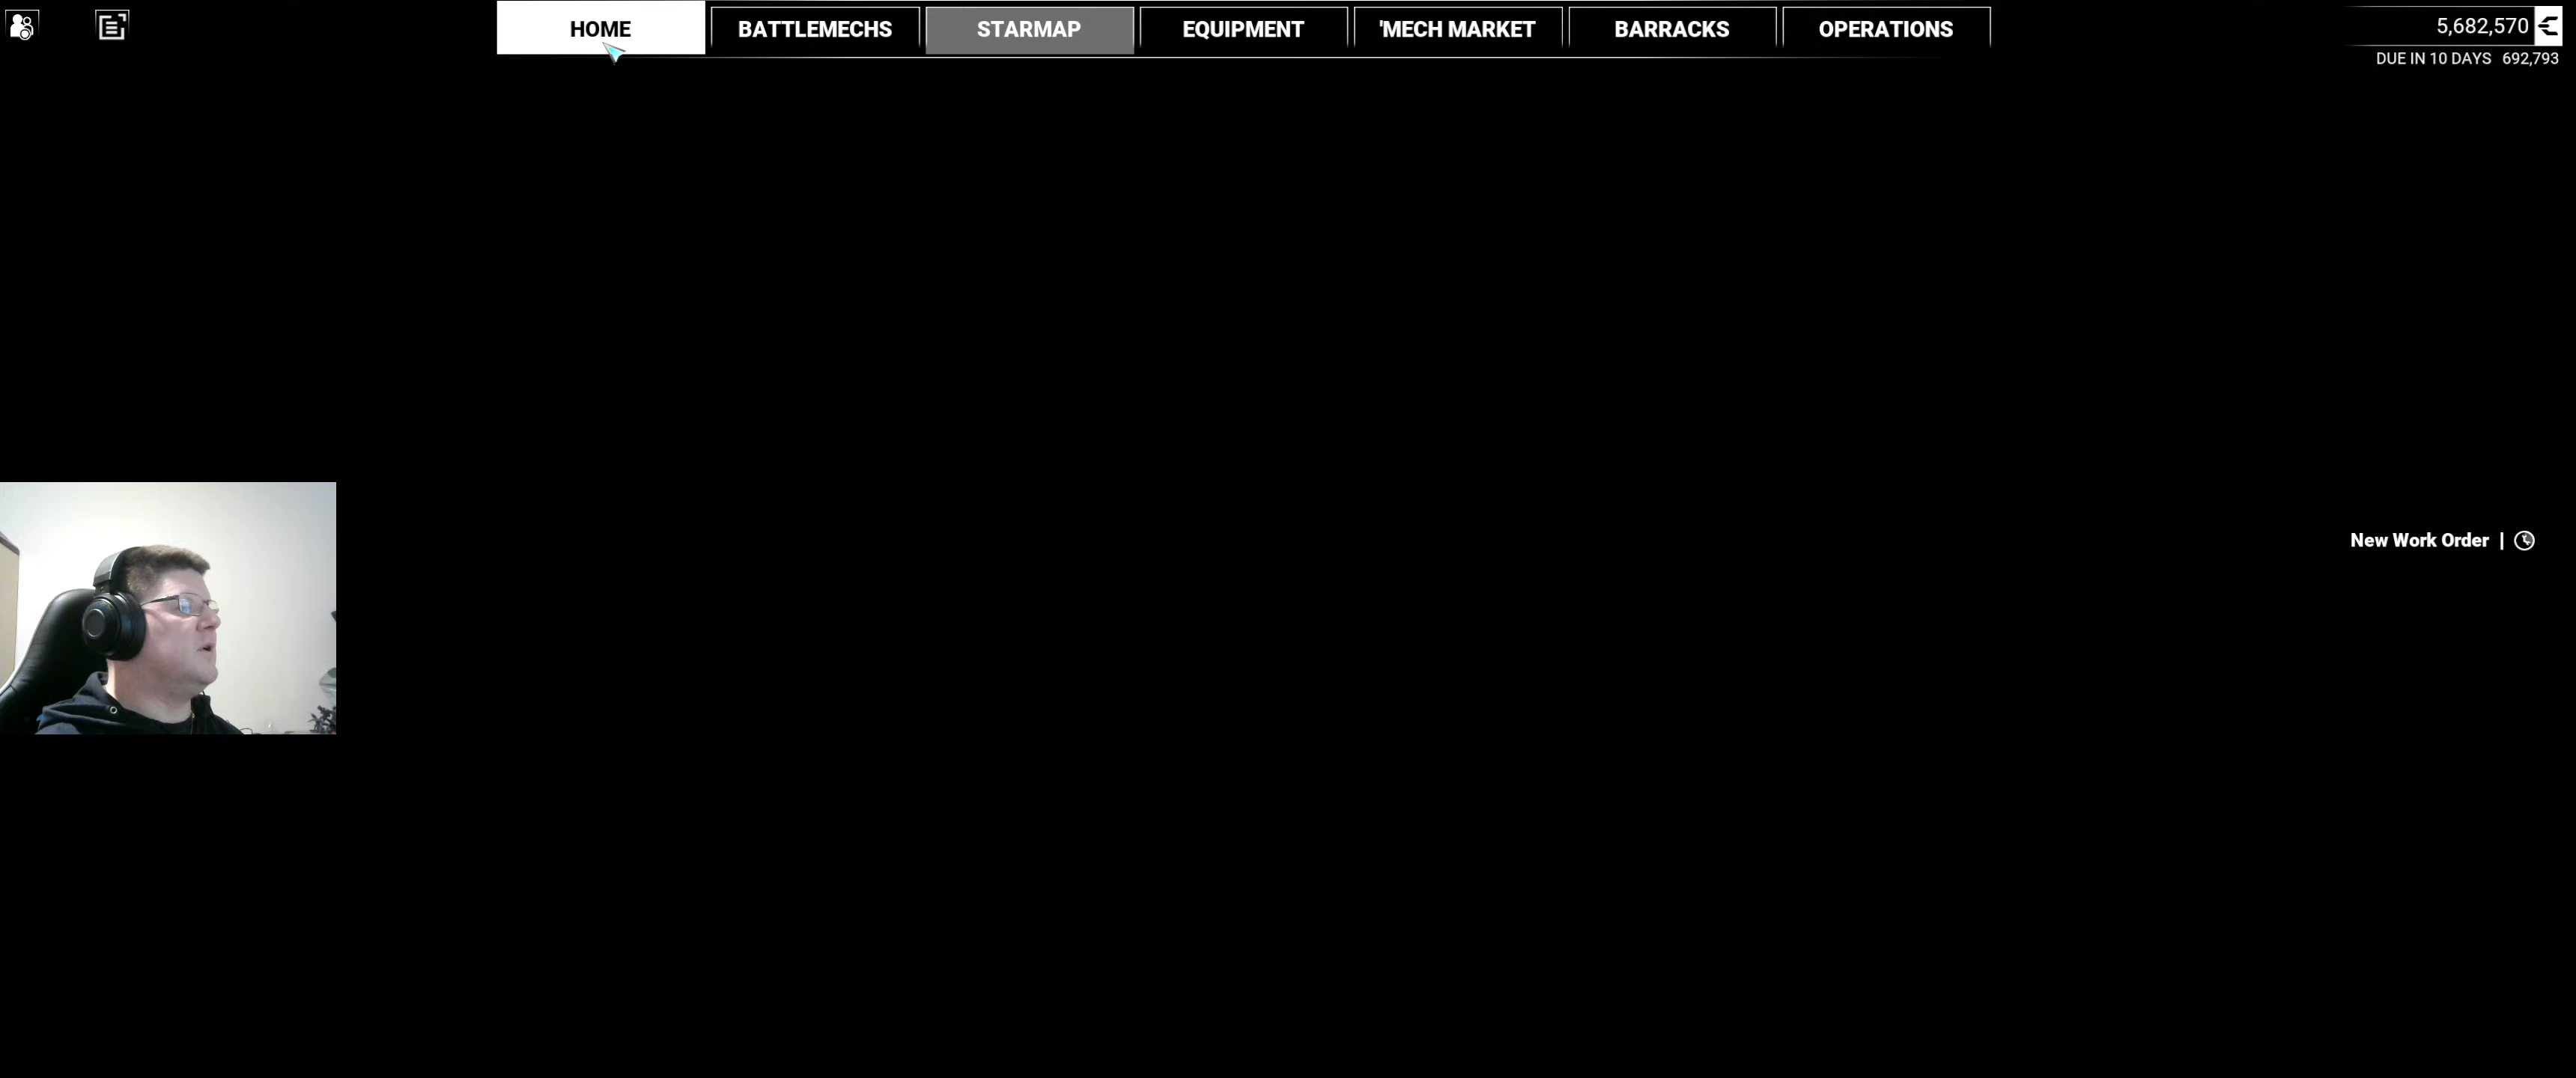 HOME
BATTLEMECHS
STARMAP
EQUIPMENT
'MECH MARKET
BARRACKS
OPERATIONS
5,682,570
DUE IN 10 DAYS 692,793
New Work Order |